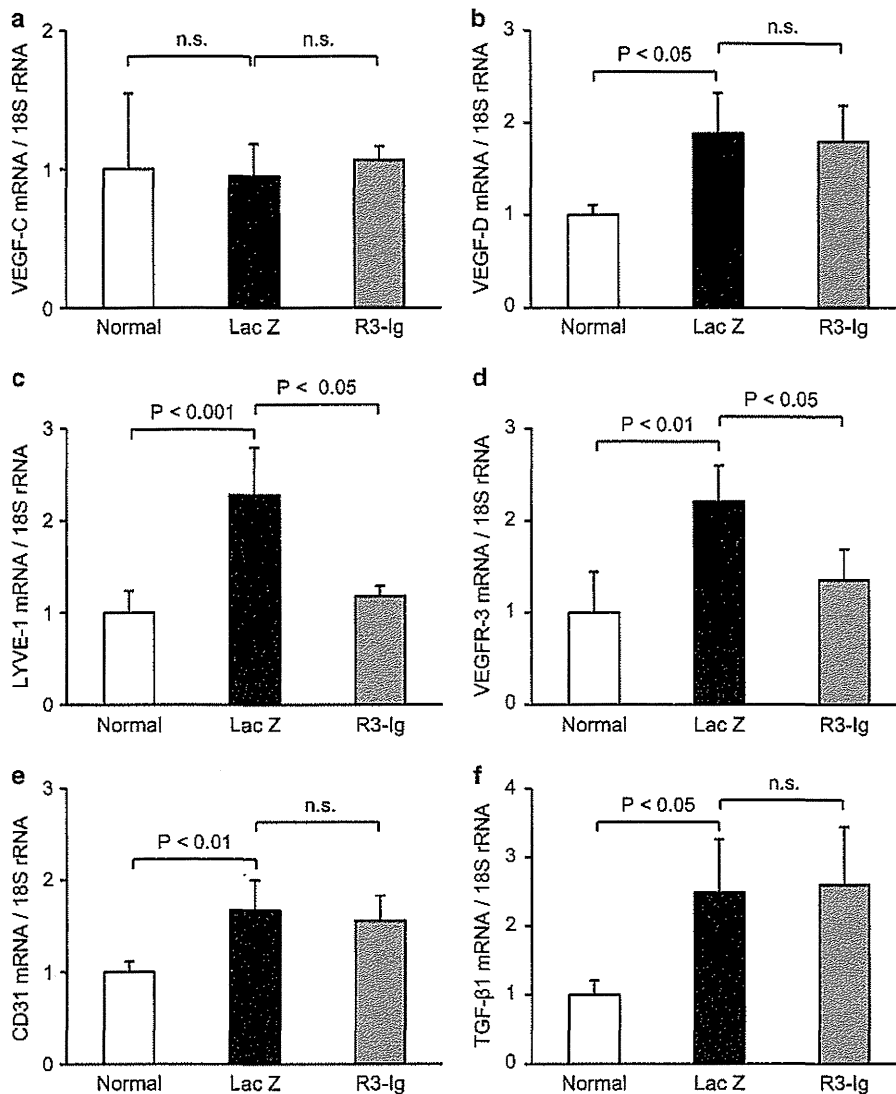 a
VEGF-C mRNA / 18S rRNA
2
1
0
n.s.
n.s.
Normal
Lac Z
R3-Ig
b
VEGF-D mRNA / 18S rRNA
3
2
1
0
P < 0.05
n.s.
Normal
Lac Z
R3-Ig
c
LYVE-1 mRNA / 18S rRNA
3
2
1
0
P < 0.001
P < 0.05
Normal
Lac Z
R3-Ig
d
VEGFR-3 mRNA / 18S rRNA
3
2
1
0
P < 0.01
P < 0.05
Normal
Lac Z
R3-Ig
e
CD31 mRNA / 18S rRNA
3
2
1
0
P < 0.01
n.s.
Normal
Lac Z
R3-Ig
f
TGF-β1 mRNA / 18S rRNA
4
3
2
1
0
P < 0.05
n.s.
Normal
Lac Z
R3-Ig